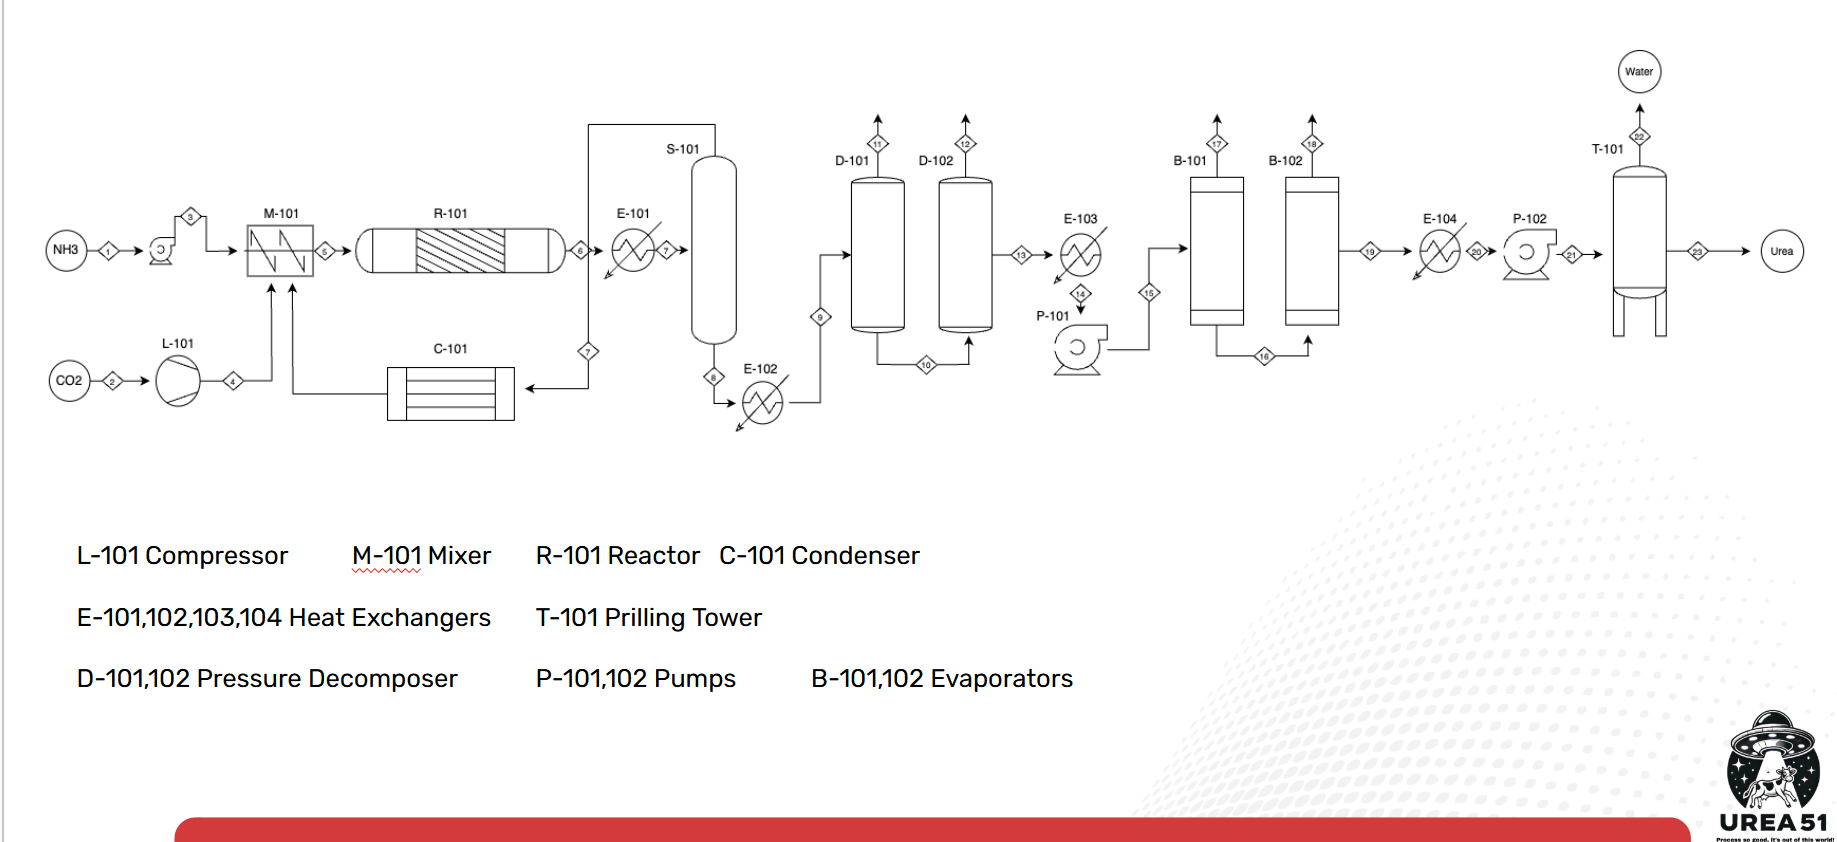 Water
S-101
T-101
D-101
D-102
B-101
B-102
11
12
17
18
22
M-101
R-101
E-101
E-103
E-104
P-102
3
NH3
1
5
6
7
13
19
20
21
23
Urea
14
15
9
P-101
L-101
C-101
7
16
10
E-102
8
CO2
2
4
L-101 Compressor M-101 Mixer R-101 Reactor C-101 Condenser
E-101,102,103,104 Heat Exchangers T-101 Prilling Tower
D-101,102 Pressure Decomposer P-101,102 Pumps B-101,102 Evaporators
UREA 51
Process so good, it's out of this world!